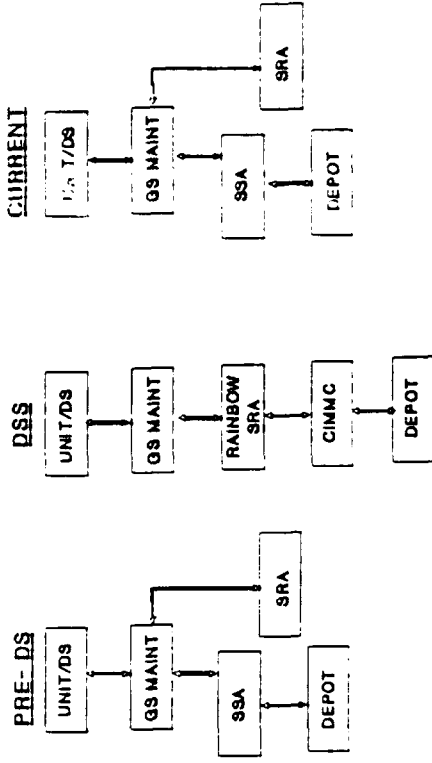 PRE- DS
UNIT/DS
GS MAINT
SSA
SRA
DEPOT
DSS
UNIT/DS
GS MAINT
RAINBOW
SRA
CIMMC
DEPOT
CURRENT
GS MAINT
SSA
SRA
DEPOT